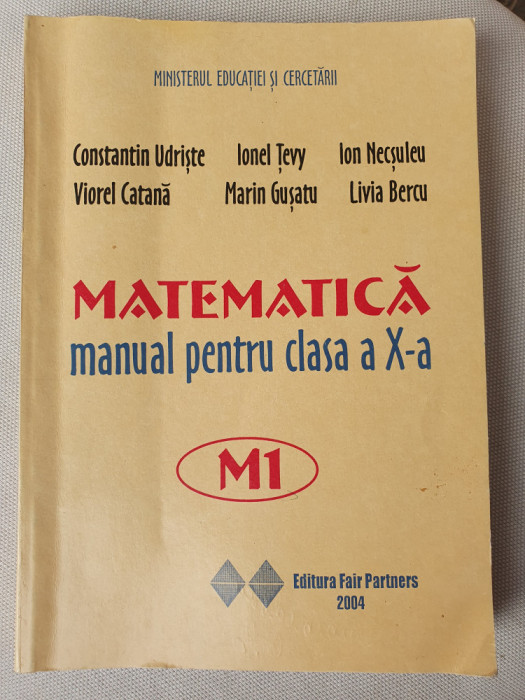 MINISTERUL EDUCAȚIEI ȘI CERCETĂRII
Constantin Udriște Ionel Țevy Ion Necșuleu
Viorel Catană Marin Gușatu Livia Bercu
MATEMATICĂ
manual pentru clasa a X-a
M1
Editura Fair Partners
2004